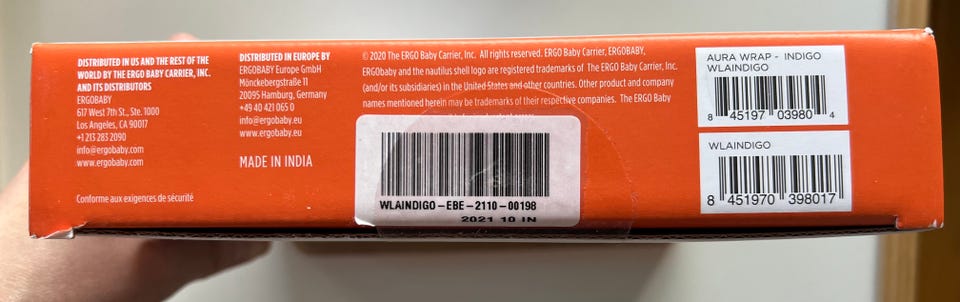 DISTRIBUTED IN US AND THE REST OF THE
WORLD BY THE ERGO BABY CARRIER, INC.
AND ITS DISTRIBUTORS
ERGOBABY
617 West 7th St., Ste. 1000
Los Angeles, CA 90017
+1 213 283 2090
info@ergobaby.com
www.ergobaby.com
Conforme aux exigences de sécurité
DISTRIBUTED IN EUROPE BY
ERGOBABY Europe GmbH
Mönckebergstraße 11
20095 Hamburg, Germany
+49 40 421 065 0
info@ergobaby.eu
www.ergobaby.eu
MADE IN INDIA
© 2020 The ERGO Baby Carrier, Inc. All rights reserved. ERGO Baby Carrier, ERGOBABY,
ERGObaby and the nautilus shell logo are registered trademarks of The ERGO Baby Carrier, Inc.
(and/or its subsidiaries) in the United States and other countries. Other product and company
names mentioned herein may be trademarks of their respective companies. The ERGO Baby
WLAINDIGO-EBE-2110-00198
2021 10 IN
AURA WRAP - INDIGO
WLAINDIGO
8 45197 03980 4
WLAINDIGO
8 451970 398017